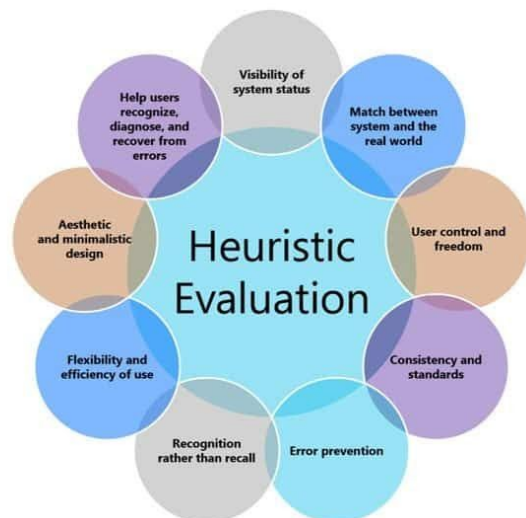 Heuristic
Evaluation
Visibility of
system status
Match between
system and the
real world
User control and
freedom
Consistency and
standards
Error prevention
Recognition
rather than recall
Flexibility and
efficiency of use
Aesthetic
and minimalistic
design
Help users
recognize,
diagnose, and
recover from
errors